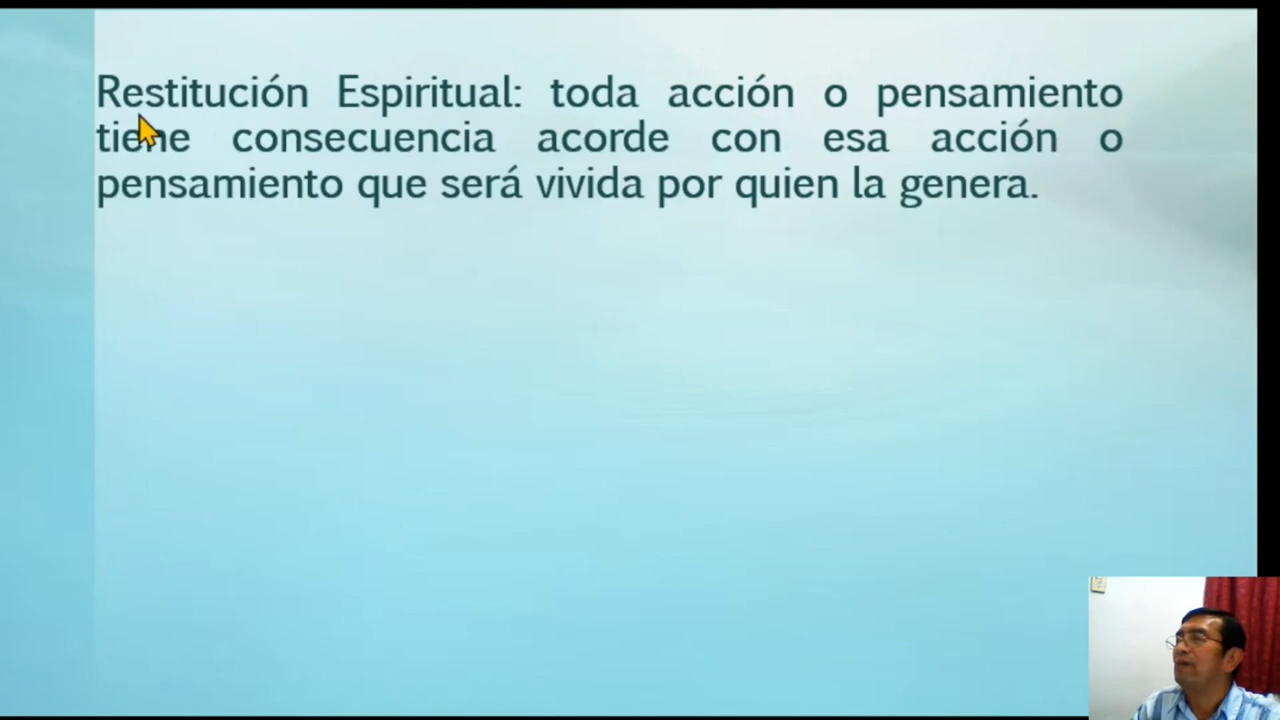 Restitución Espiritual: toda acción o pensamiento
tiene consecuencia acorde con esa acción o
pensamiento que será vivida por quien la genera.